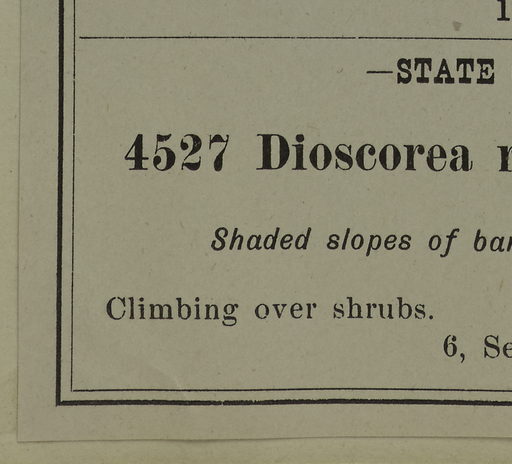 —STATE
4527 Dioscorea
Shaded slopes of
Climbing over shrubs.
6,